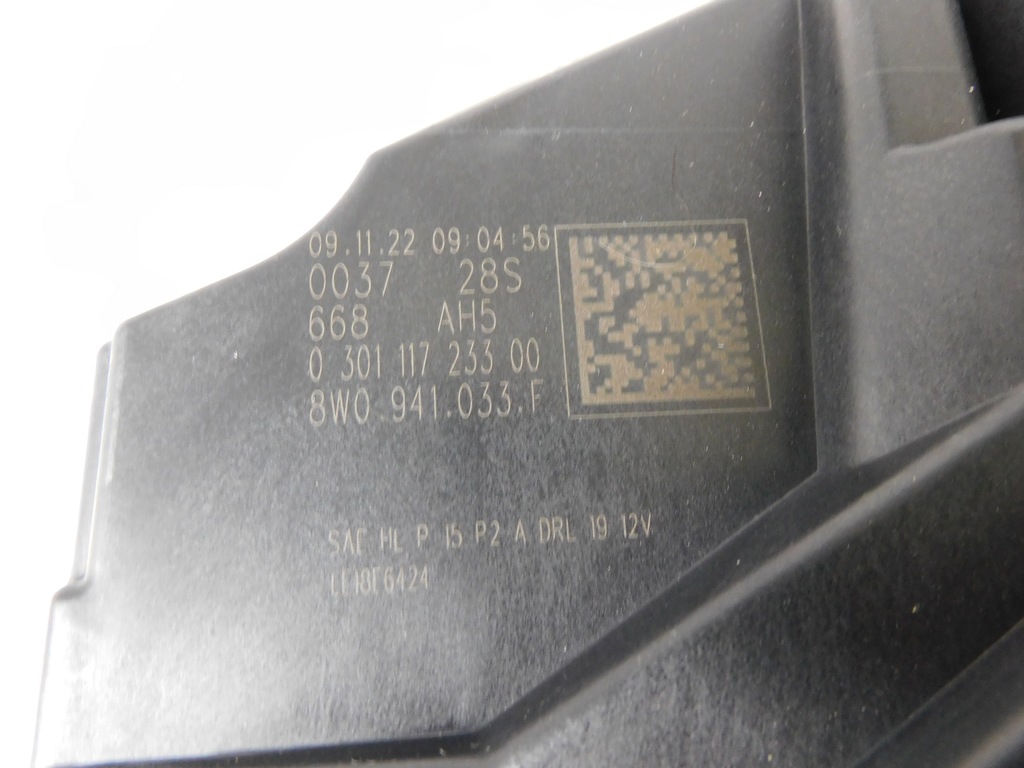 09.11.22 09:04:56
0037 28S
668 AH5
0 301 117 233 00
8W0.941.033.F
SAE HL P 15 P2 A DRL 19 12V